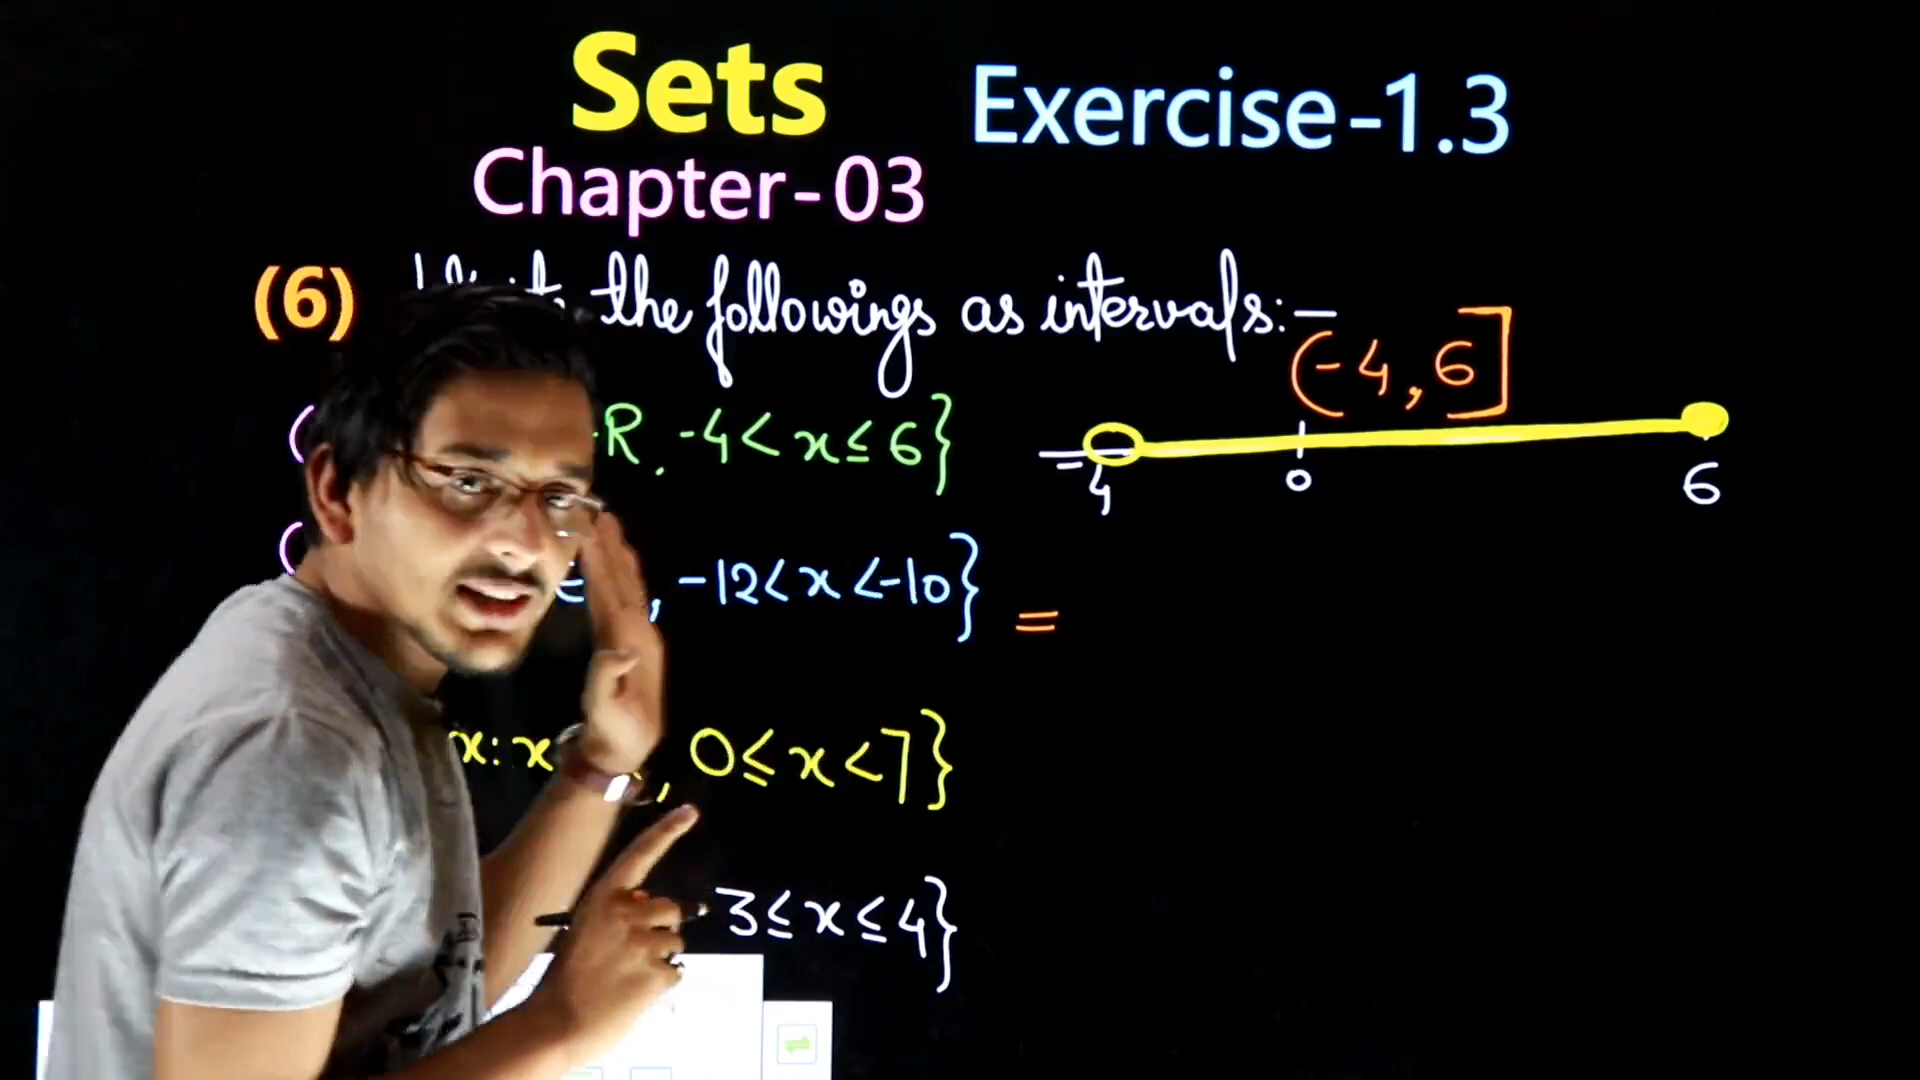 Sets
Exercise-1.3
Chapter-03
(6) the followings as intervals:-
(-4, 6]
R, -4< x ≤ 6}
-4 0 6
, -12< x <-10} =
x: x , 0≤ x <7}
3≤ x ≤ 4}